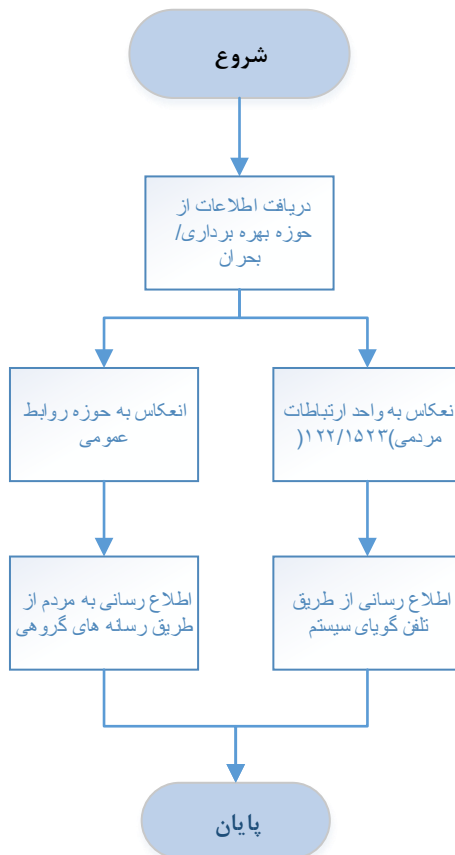 شروع
دریافت اطلاعات از
حوزه بهره برداری/
بحران
نعکاس به واحد ارتباطات
مردمی)۱۲۲/۱۵۲۳(
انعکاس به حوزه روابط
عمومی
اطلاع رسانی از طریق
تلفن گویای سیستم
اطلاع رسانی به مردم از
طریق رسانه های گروهی
پایان